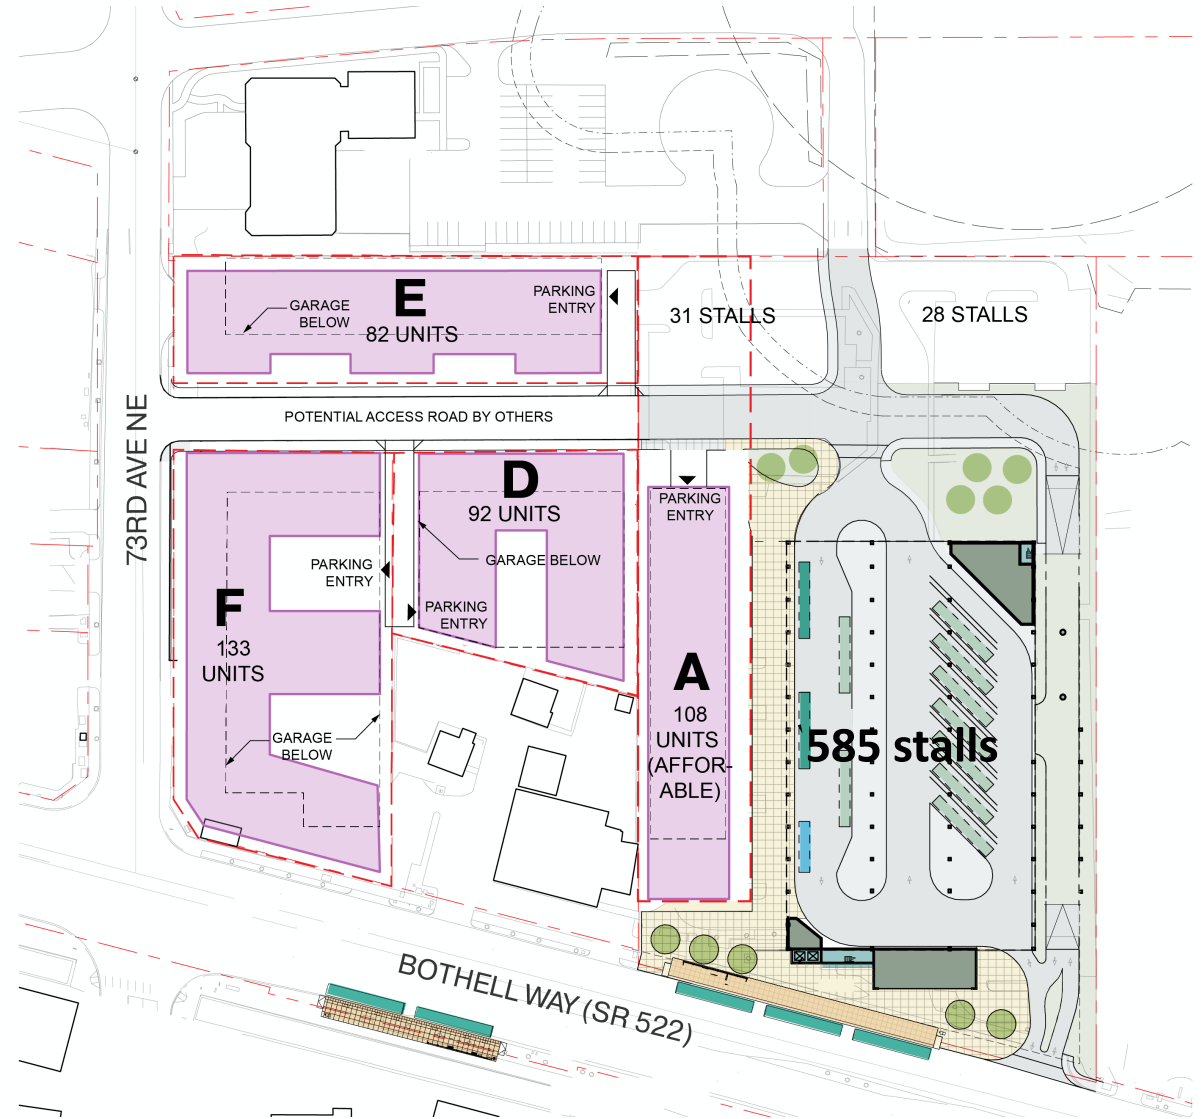 E
82 UNITS
GARAGE
BELOW
PARKING
ENTRY
31 STALLS
28 STALLS
POTENTIAL ACCESS ROAD BY OTHERS
73RD AVE NE
D
92 UNITS
GARAGE BELOW
PARKING
ENTRY
PARKING
ENTRY
PARKING
ENTRY
F
133
UNITS
GARAGE
BELOW
A
108
UNITS
(AFFOR-
ABLE)
585 stalls
BOTHELL WAY (SR 522)